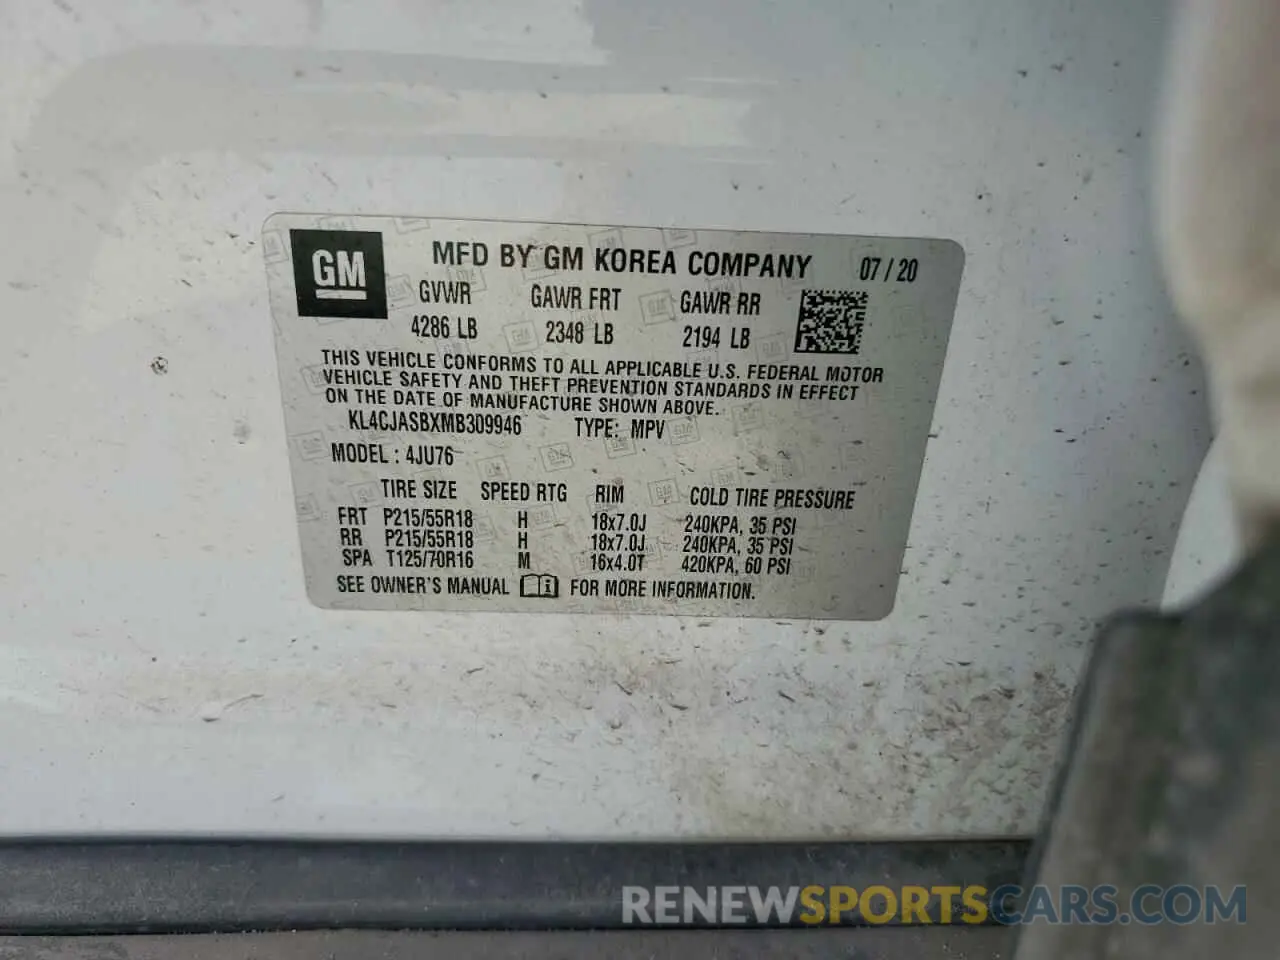 GM MFD BY GM KOREA COMPANY 07/20
GVWR GAWR FRT GAWR RR
4286 LB 2348 LB 2194 LB
THIS VEHICLE CONFORMS TO ALL APPLICABLE U.S. FEDERAL MOTOR
VEHICLE SAFETY AND THEFT PREVENTION STANDARDS IN EFFECT
ON THE DATE OF MANUFACTURE SHOWN ABOVE.
KL4CJASBXMB309946 TYPE: MPV
MODEL: 4JU76
TIRE SIZE SPEED RTG RIM COLD TIRE PRESSURE
FRT P215/55R18 H 18x7.0J 240KPA, 35 PSI
RR P215/55R18 H 18x7.0J 240KPA, 35 PSI
SPA T125/70R16 M 16x4.0T 420KPA, 60 PSI
SEE OWNER'S MANUAL FOR MORE INFORMATION.
RENEWSPORTSCARS.COM